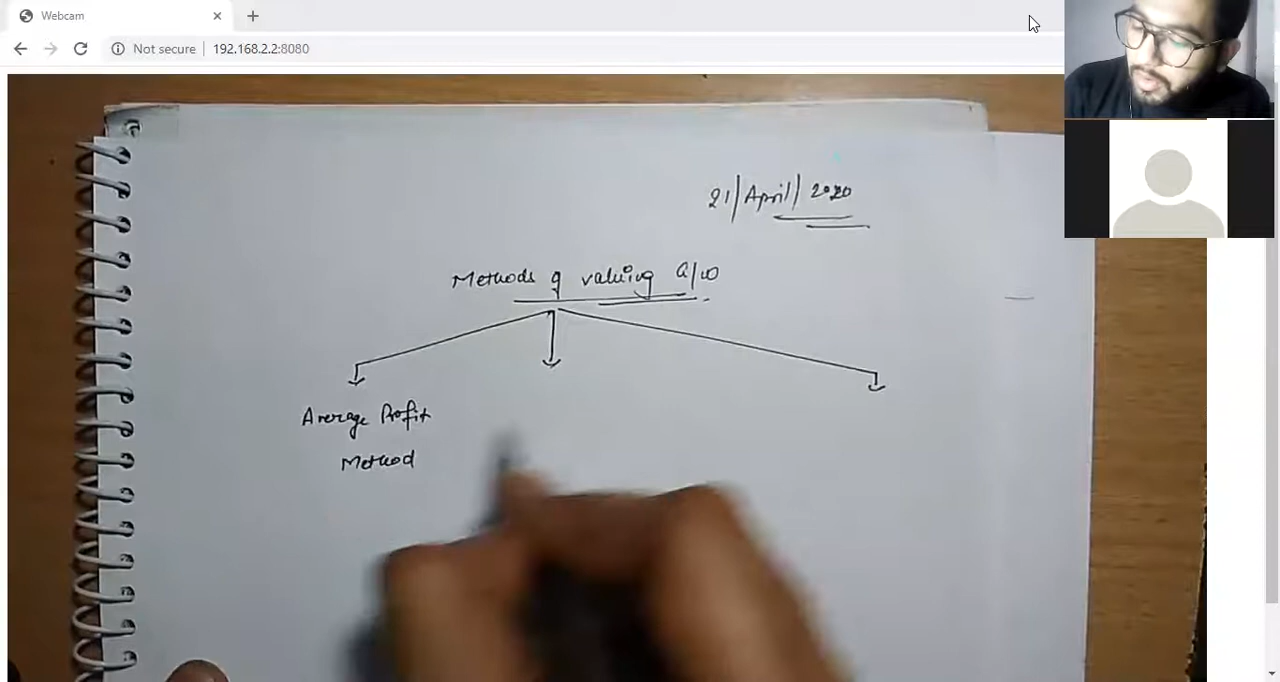 Webcam
Not secure 192.168.2.2:8080
21/April/2020
Methods of valuing G/W
Average Profit
Method